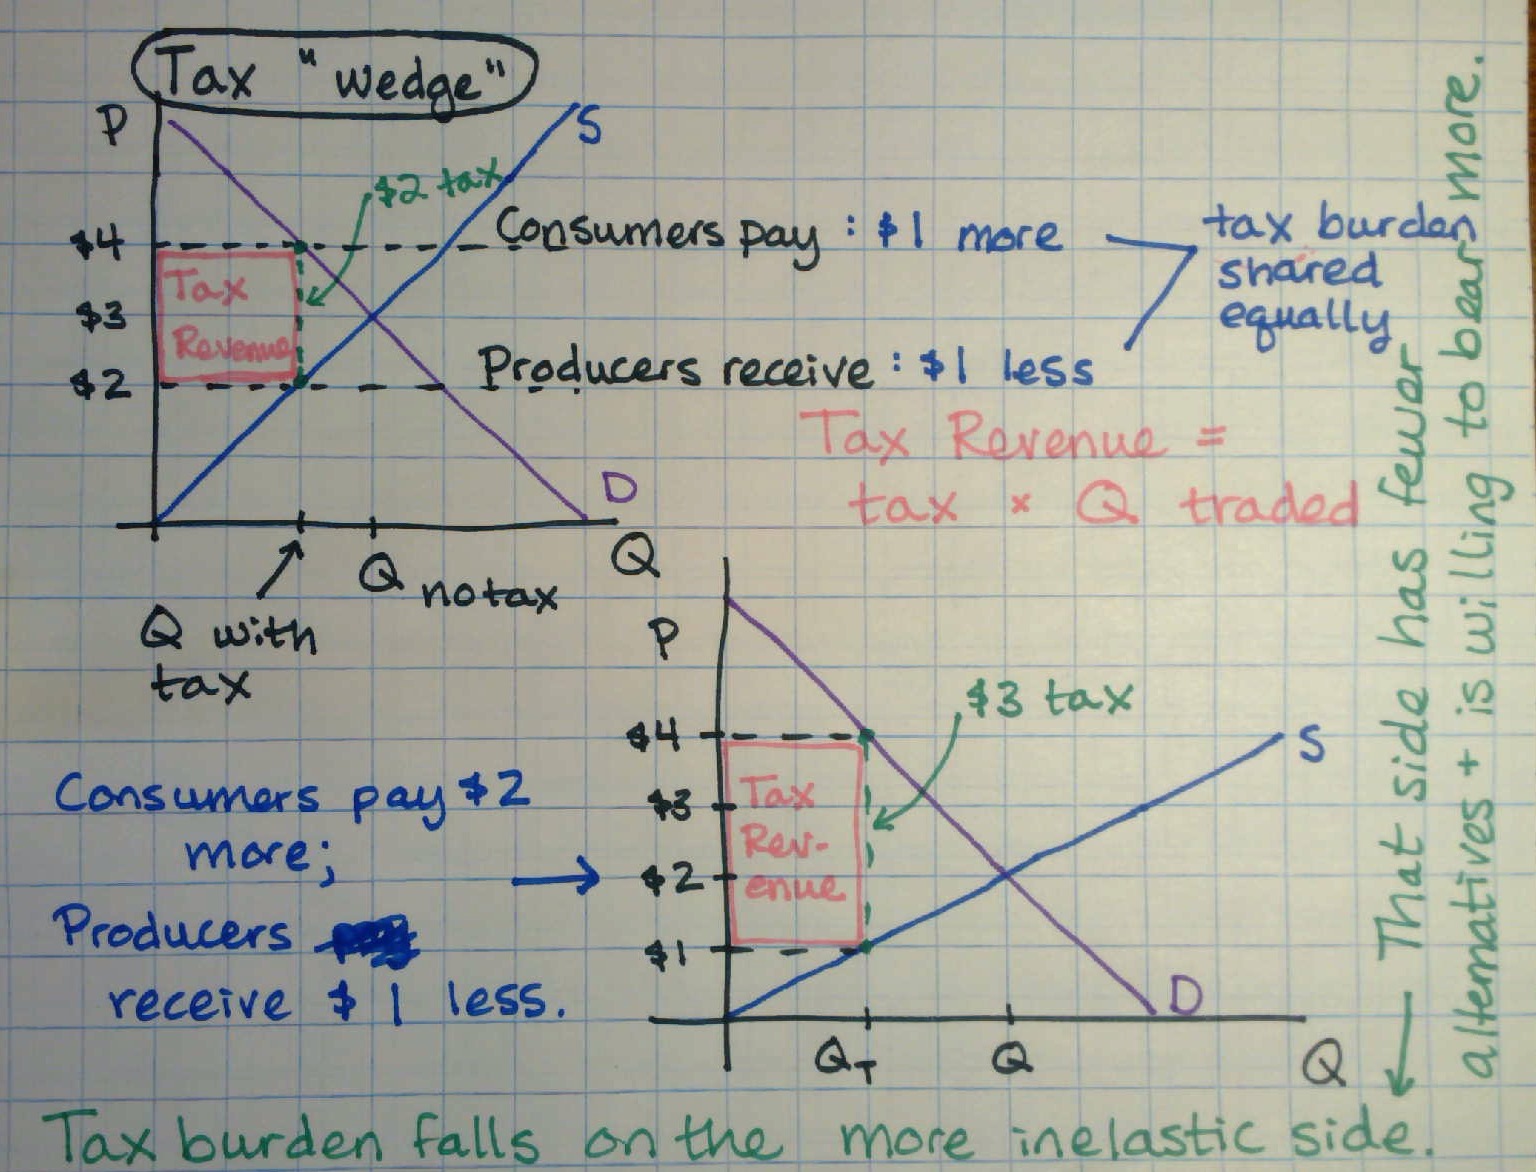 Tax "wedge"
P
S
$2 tax
$4
$3
$2
Tax
Revenue
Consumers pay : $1 more
Producers receive : $1 less
tax burden
shared
equally
D
Q
Q no tax
Q with
tax
Tax Revenue =
tax × Q traded
P
$3 tax
$4
$3
$2
$1
Tax
Rev-
enue
S
D
QT
Q
Q
Consumers pay $2
more;
Producers
receive $1 less.
Tax burden falls on the more inelastic side.
← That side has fewer
alternatives + is willing to bear more.